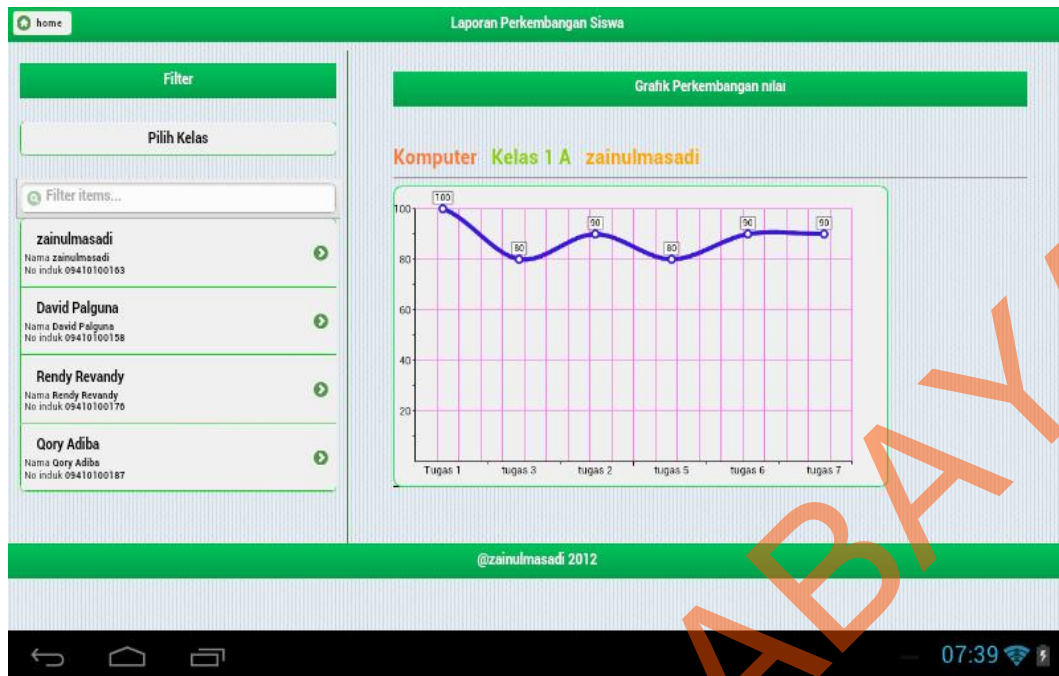 home
Laporan Perkembangan Siswa
Filter
Pilih Kelas
Filter items...
zainulmasadi
Nama zainulmasadi
No induk 09410100163
David Palguna
Nama David Palguna
No induk 09410100158
Rendy Revandy
Nama Rendy Revandy
No induk 09410100176
Qory Adiba
Nama Qory Adiba
No induk 09410100187
Grafik Perkembangan nilai
Komputer Kelas 1 A zainulmasadi
100
80
90
80
90
90
100
80
60
40
20
Tugas 1 tugas 3 tugas 2 tugas 5 tugas 6 tugas 7
@zainulmasadi 2012
07:39
ABAYA